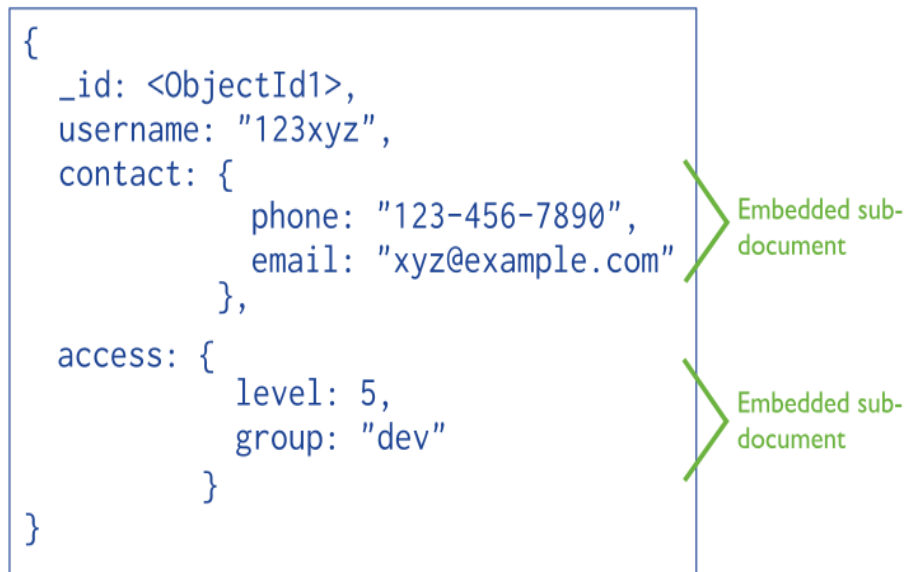 {
_id: <ObjectId1>,
username: "123xyz",
contact: {
phone: "123-456-7890",
email: "xyz@example.com"
},
access: {
level: 5,
group: "dev"
}
}
Embedded sub-
document
Embedded sub-
document